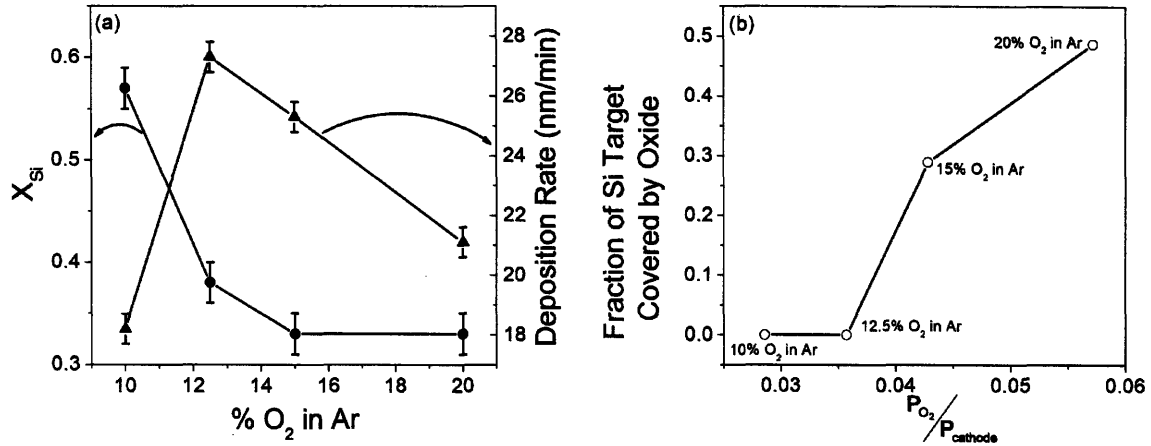 (a)
0.6
0.5
0.4
0.3
X_Si
10 12 14 16 18 20
% O₂ in Ar
28
26
24
22
20
18
Deposition Rate (nm/min)
(b)
0.5
0.4
0.3
0.2
0.1
0.0
Fraction of Si Target
Covered by Oxide
20% O₂ in Ar
15% O₂ in Ar
12.5% O₂ in Ar
10% O₂ in Ar
0.03 0.04 0.05 0.06
P_O₂/P_cathode